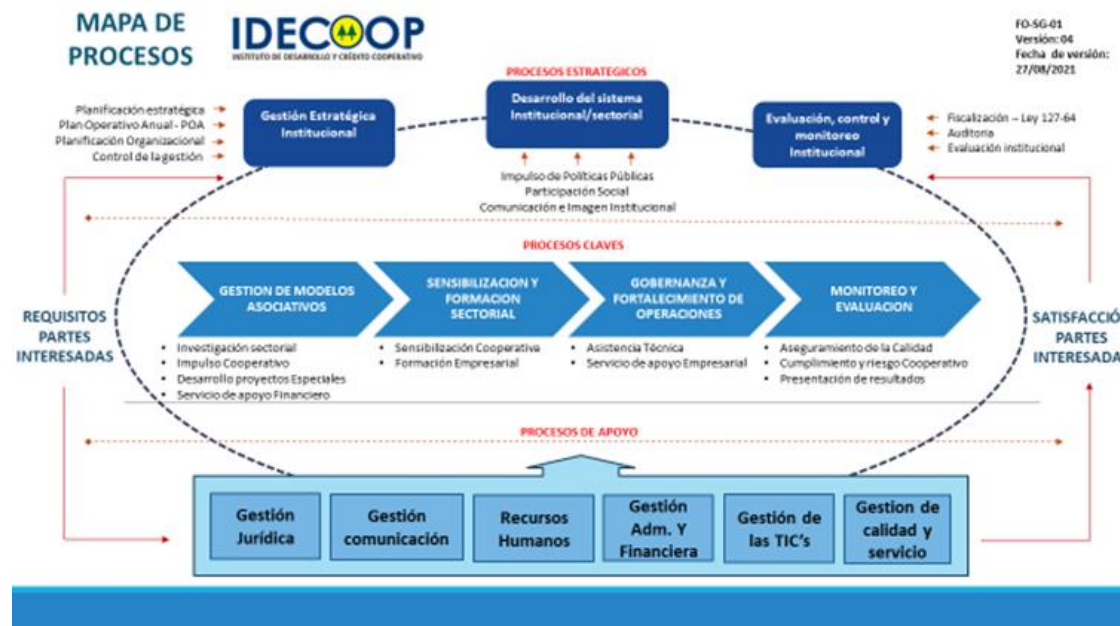 MAPA DE
PROCESOS
IDECOOP
INSTITUTO DE DESARROLLO Y CRÉDITO COOPERATIVO
FO-SG-01
Versión: 04
Fecha de versión:
27/08/2021
PROCESOS ESTRATEGICOS
Planificación estratégica
Plan Operativo Anual - POA
Planificación Organizacional
Control de la gestión
Gestión Estratégica
Institucional
Desarrollo del sistema
Institucional/sectorial
Evaluación, control y
monitoreo
Institucional
Fiscalización – Ley 127-64
Auditoria
Evaluación institucional
Impulso de Políticas Públicas
Participación Social
Comunicación e Imagen Institucional
PROCESOS CLAVES
REQUISITOS
PARTES
INTERESADAS
GESTION DE MODELOS
ASOCIATIVOS
SENSIBILIZACION Y
FORMACION
SECTORIAL
GOBERNANZA Y
FORTALECIMIENTO DE
OPERACIONES
MONITOREO Y
EVALUACION
SATISFACCIÓ
PARTES
INTERESADA
• Investigación sectorial
• Impulso Cooperativo
• Desarrollo proyectos Especiales
• Servicio de apoyo Financiero
• Sensibilización Cooperativa
• Formación Empresarial
• Asistencia Técnica
• Servicio de apoyo Empresarial
• Aseguramiento de la Calidad
• Cumplimiento y riesgo Cooperativo
• Presentación de resultados
PROCESOS DE APOYO
Gestión
Jurídica
Gestión
comunicación
Recursos
Humanos
Gestión
Adm. Y
Financiera
Gestión de
las TIC's
Gestion de
calidad y
servicio